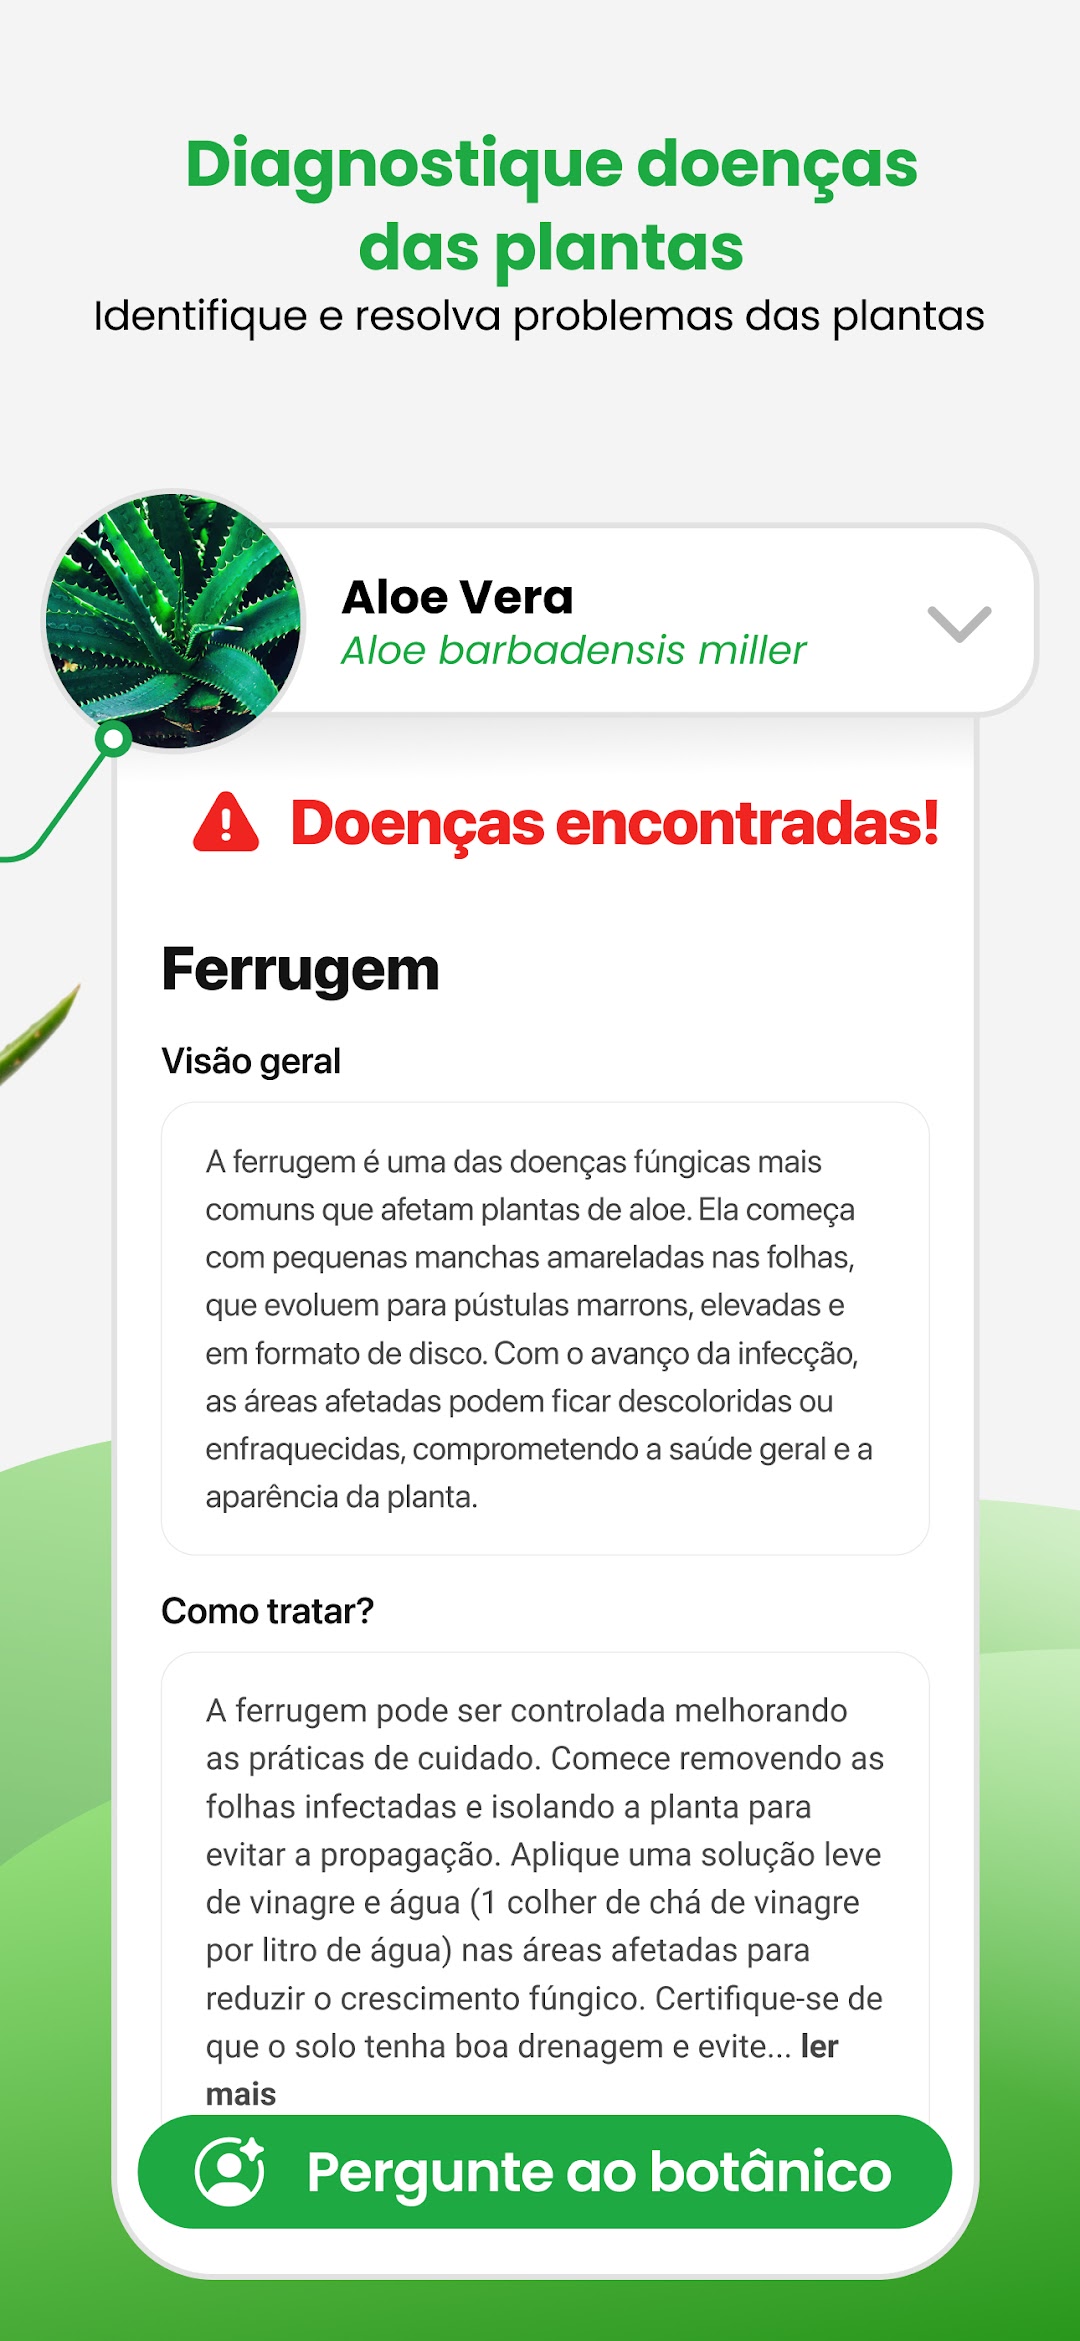 Diagnostique doenças
das plantas
Identifique e resolva problemas das plantas
Aloe Vera
Aloe barbadensis miller
Doenças encontradas!
Ferrugem
Visão geral
A ferrugem é uma das doenças fúngicas mais
comuns que afetam plantas de aloe. Ela começa
com pequenas manchas amareladas nas folhas,
que evoluem para pústulas marrons, elevadas e
em formato de disco. Com o avanço da infecção,
as áreas afetadas podem ficar descoloridas ou
enfraquecidas, comprometendo a saúde geral e a
aparência da planta.
Como tratar?
A ferrugem pode ser controlada melhorando
as práticas de cuidado. Comece removendo as
folhas infectadas e isolando a planta para
evitar a propagação. Aplique uma solução leve
de vinagre e água (1 colher de chá de vinagre
por litro de água) nas áreas afetadas para
reduzir o crescimento fúngico. Certifique-se de
que o solo tenha boa drenagem e evite... ler
mais
Pergunte ao botânico